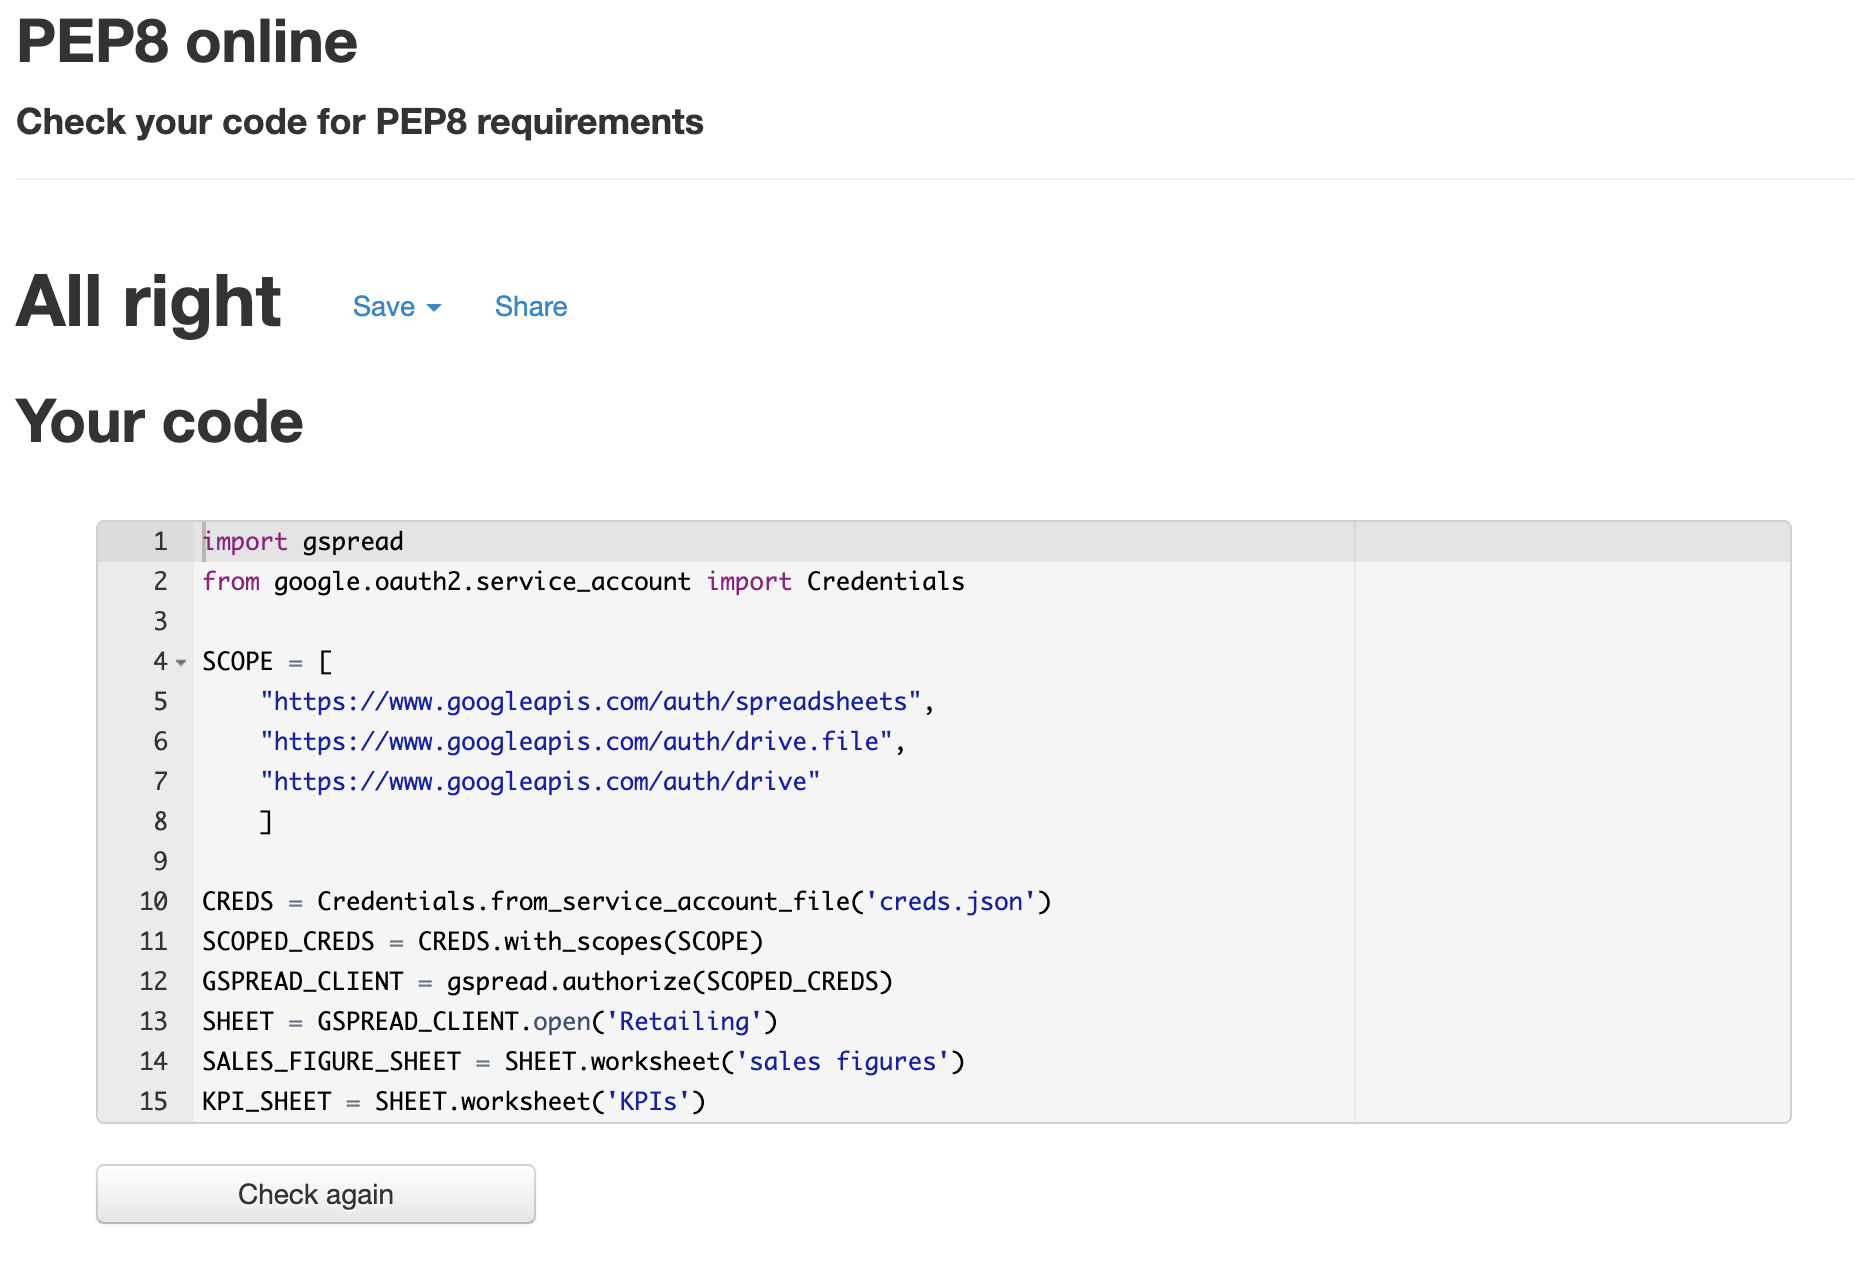 PEP8 online
Check your code for PEP8 requirements
All right Save Share
Your code
1 import gspread
2 from google.oauth2.service_account import Credentials
3
4 SCOPE = [
5     "https://www.googleapis.com/auth/spreadsheets",
6     "https://www.googleapis.com/auth/drive.file",
7     "https://www.googleapis.com/auth/drive"
8     ]
9
10 CREDS = Credentials.from_service_account_file('creds.json')
11 SCOPED_CREDS = CREDS.with_scopes(SCOPE)
12 GSPREAD_CLIENT = gspread.authorize(SCOPED_CREDS)
13 SHEET = GSPREAD_CLIENT.open('Retailing')
14 SALES_FIGURE_SHEET = SHEET.worksheet('sales figures')
15 KPI_SHEET = SHEET.worksheet('KPIs')
Check again